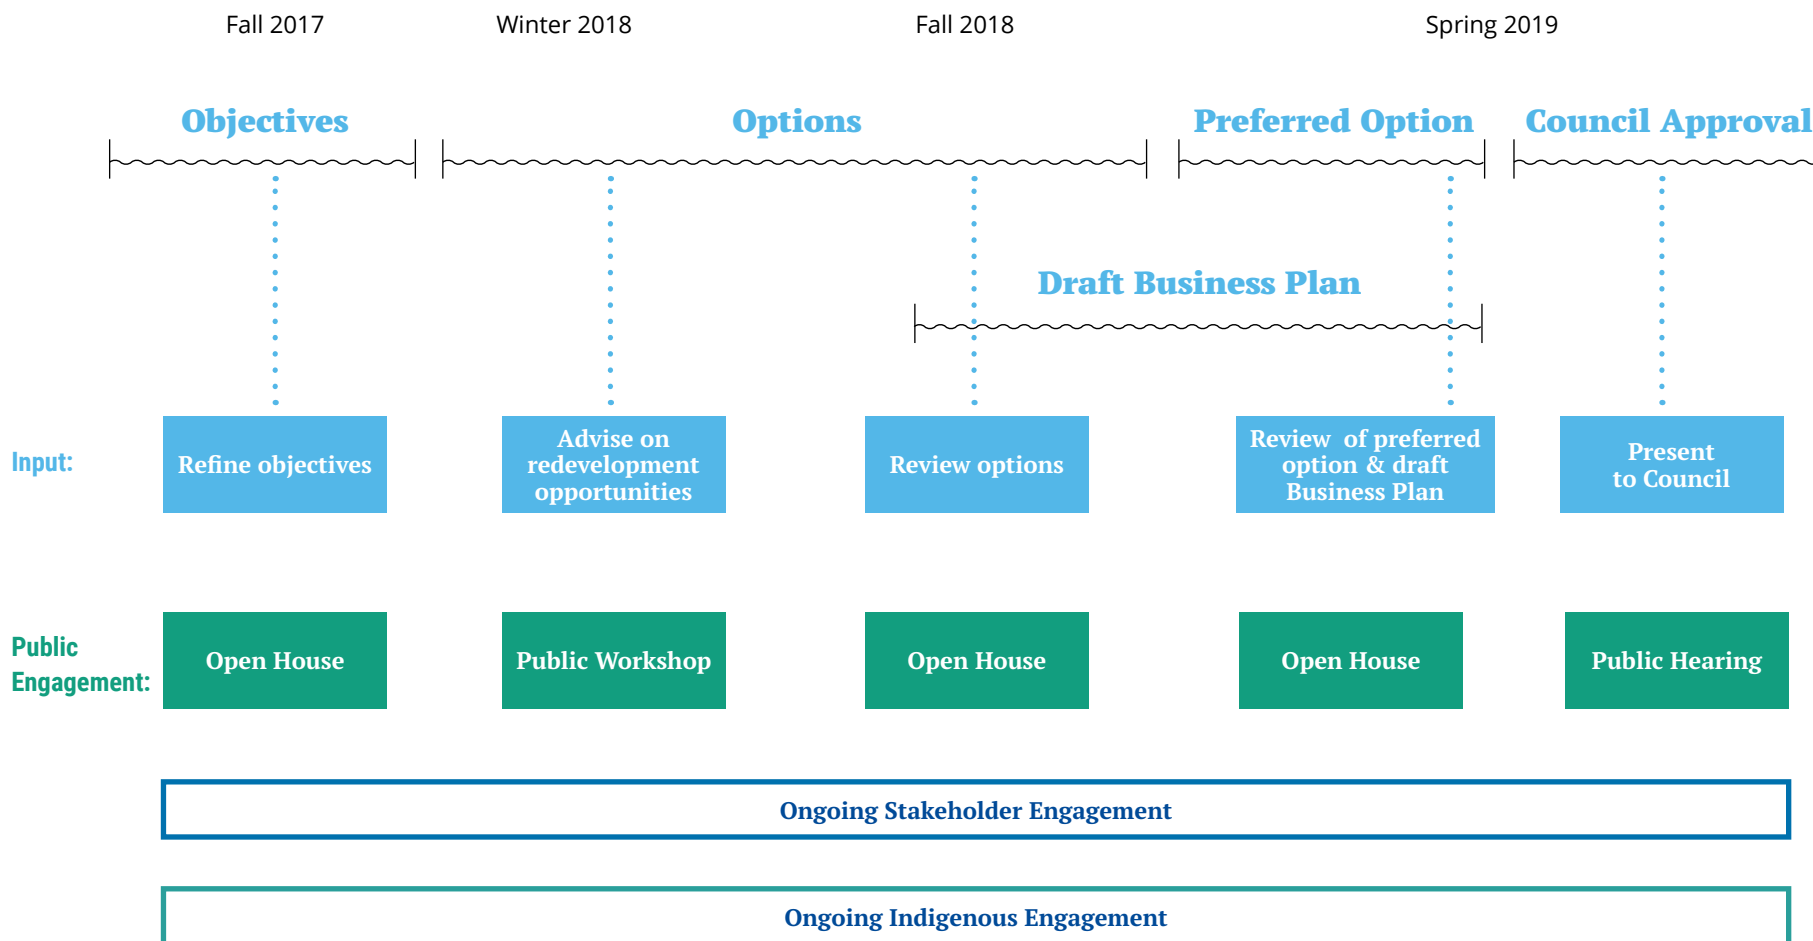 Fall 2017
Winter 2018
Fall 2018
Spring 2019
Objectives
Options
Preferred Option
Council Approval
Draft Business Plan
Input:
Refine objectives
Advise on
redevelopment
opportunities
Review options
Review of preferred
option & draft
Business Plan
Present
to Council
Public
Engagement:
Open House
Public Workshop
Open House
Open House
Public Hearing
Ongoing Stakeholder Engagement
Ongoing Indigenous Engagement